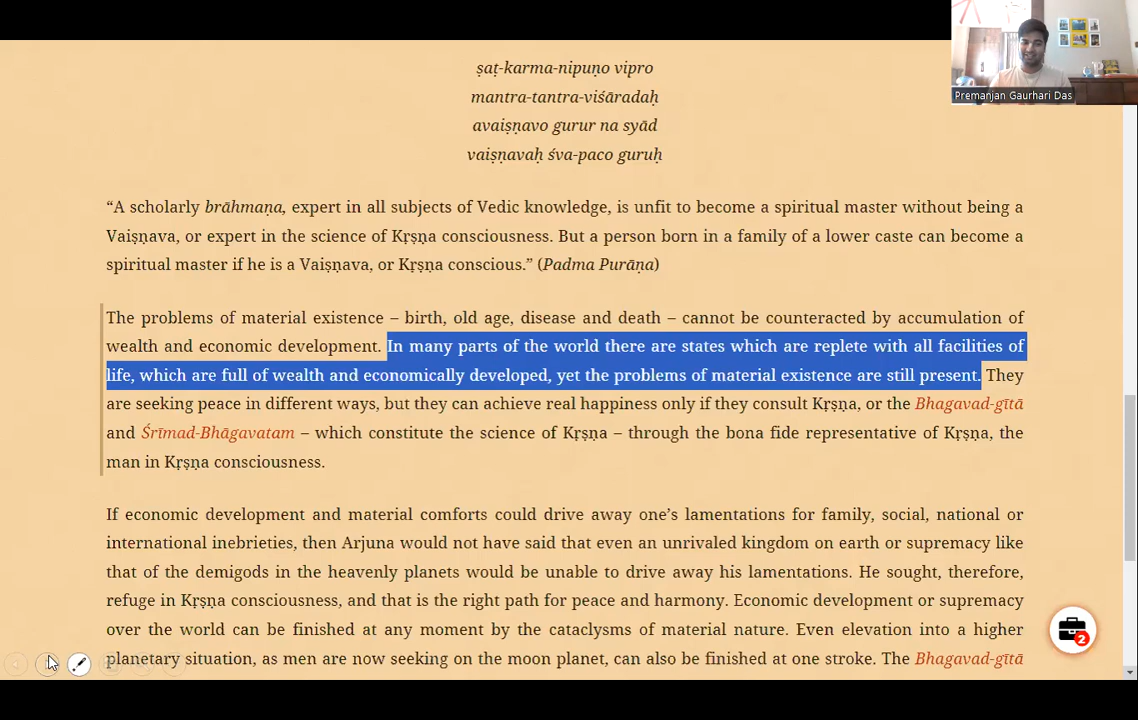 Premanjan Gaurhari Das
ṣaṭ-karma-nipuṇo vipro
mantra-tantra-viśāradaḥ
avaiṣṇavo gurur na syād
vaiṣṇavaḥ śva-paco guruḥ
“A scholarly brāhmaṇa, expert in all subjects of Vedic knowledge, is unfit to become a spiritual master without being a
Vaiṣṇava, or expert in the science of Kṛṣṇa consciousness. But a person born in a family of a lower caste can become a
spiritual master if he is a Vaiṣṇava, or Kṛṣṇa conscious.” (Padma Purāṇa)
The problems of material existence – birth, old age, disease and death – cannot be counteracted by accumulation of
wealth and economic development. In many parts of the world there are states which are replete with all facilities of
life, which are full of wealth and economically developed, yet the problems of material existence are still present. They
are seeking peace in different ways, but they can achieve real happiness only if they consult Kṛṣṇa, or the Bhagavad-gītā
and Śrīmad-Bhāgavatam – which constitute the science of Kṛṣṇa – through the bona fide representative of Kṛṣṇa, the
man in Kṛṣṇa consciousness.
If economic development and material comforts could drive away one’s lamentations for family, social, national or
international inebrieties, then Arjuna would not have said that even an unrivaled kingdom on earth or supremacy like
that of the demigods in the heavenly planets would be unable to drive away his lamentations. He sought, therefore,
refuge in Kṛṣṇa consciousness, and that is the right path for peace and harmony. Economic development or supremacy
over the world can be finished at any moment by the cataclysms of material nature. Even elevation into a higher
planetary situation, as men are now seeking on the moon planet, can also be finished at one stroke. The Bhagavad-gītā
2